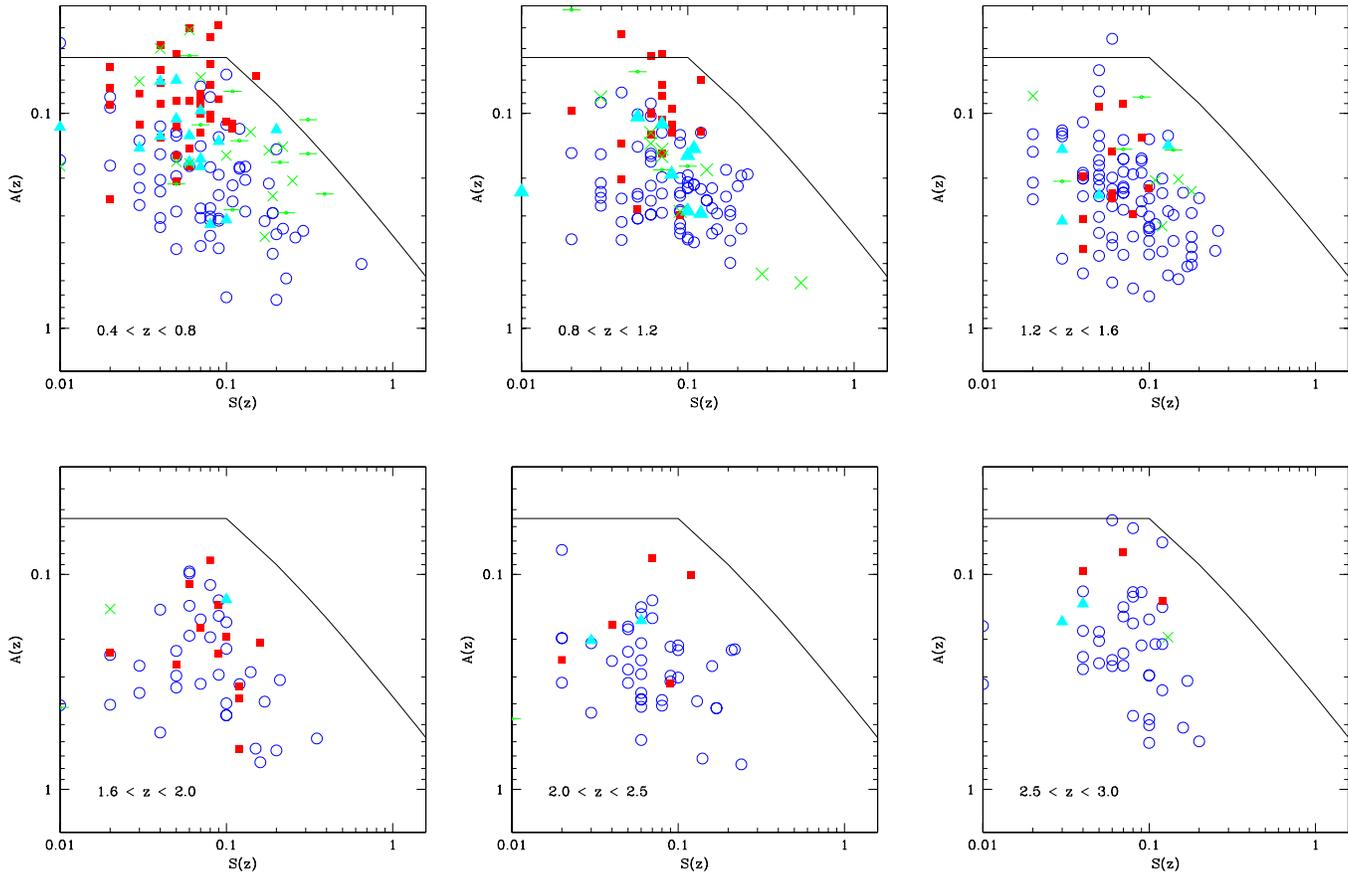 0.1
1
A(z)
0.4 < z < 0.8
0.01
0.1
1
S(z)
0.1
1
A(z)
0.8 < z < 1.2
0.01
0.1
1
S(z)
0.1
1
A(z)
1.2 < z < 1.6
0.01
0.1
1
S(z)
0.1
1
A(z)
1.6 < z < 2.0
0.01
0.1
1
S(z)
0.1
1
A(z)
2.0 < z < 2.5
0.01
0.1
1
S(z)
0.1
1
A(z)
2.5 < z < 3.0
0.01
0.1
1
S(z)